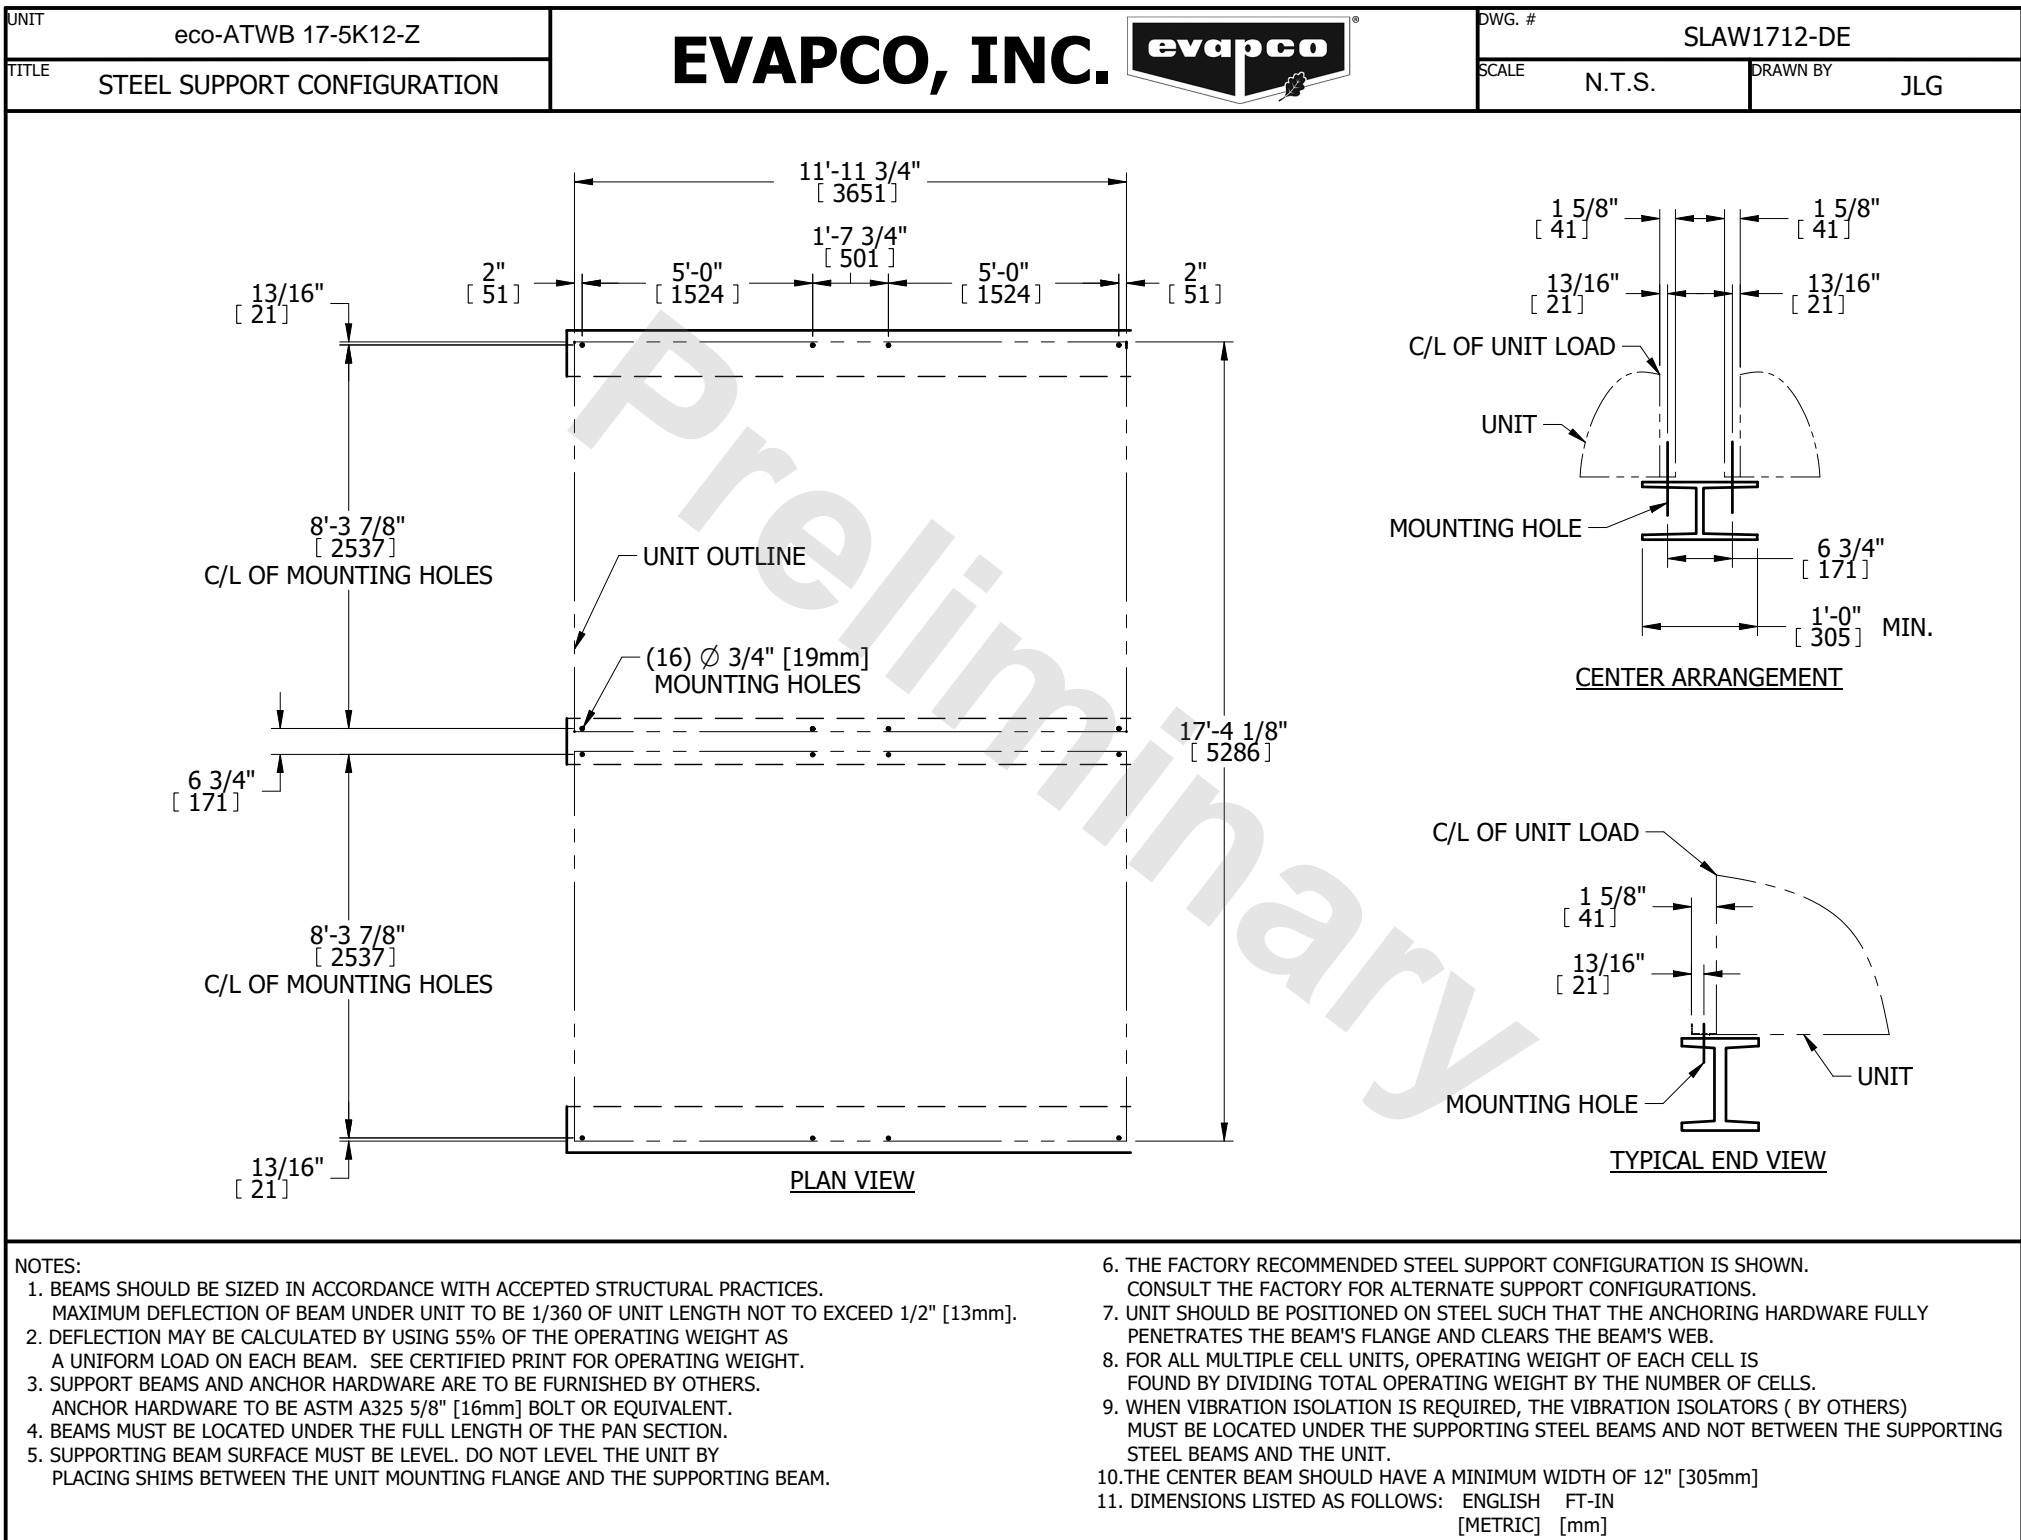 UNIT
eco-ATWB 17-5K12-Z
TITLE
STEEL SUPPORT CONFIGURATION
EVAPCO, INC.
evapco
®
DWG. #
SLAW1712-DE
SCALE
N.T.S.
DRAWN BY
JLG
11'-11 3/4"
[ 3651]
1'-7 3/4"
[ 501 ]
2"
[ 51]
5'-0"
[ 1524 ]
5'-0"
[ 1524]
2"
[ 51]
13/16"
[ 21]
8'-3 7/8"
[ 2537]
C/L OF MOUNTING HOLES
UNIT OUTLINE
(16) Ø 3/4" [19mm]
MOUNTING HOLES
6 3/4"
[ 171]
17'-4 1/8"
[ 5286]
8'-3 7/8"
[ 2537]
C/L OF MOUNTING HOLES
13/16"
[ 21]
PLAN VIEW
Preliminary
1 5/8"
[ 41]
1 5/8"
[ 41]
13/16"
[ 21]
13/16"
[ 21]
C/L OF UNIT LOAD
UNIT
MOUNTING HOLE
6 3/4"
[ 171]
1'-0"
[ 305]
MIN.
CENTER ARRANGEMENT
C/L OF UNIT LOAD
1 5/8"
[ 41]
13/16"
[ 21]
UNIT
MOUNTING HOLE
TYPICAL END VIEW
NOTES:
1. BEAMS SHOULD BE SIZED IN ACCORDANCE WITH ACCEPTED STRUCTURAL PRACTICES.
MAXIMUM DEFLECTION OF BEAM UNDER UNIT TO BE 1/360 OF UNIT LENGTH NOT TO EXCEED 1/2" [13mm].
2. DEFLECTION MAY BE CALCULATED BY USING 55% OF THE OPERATING WEIGHT AS
A UNIFORM LOAD ON EACH BEAM. SEE CERTIFIED PRINT FOR OPERATING WEIGHT.
3. SUPPORT BEAMS AND ANCHOR HARDWARE ARE TO BE FURNISHED BY OTHERS.
ANCHOR HARDWARE TO BE ASTM A325 5/8" [16mm] BOLT OR EQUIVALENT.
4. BEAMS MUST BE LOCATED UNDER THE FULL LENGTH OF THE PAN SECTION.
5. SUPPORTING BEAM SURFACE MUST BE LEVEL. DO NOT LEVEL THE UNIT BY
PLACING SHIMS BETWEEN THE UNIT MOUNTING FLANGE AND THE SUPPORTING BEAM.
6. THE FACTORY RECOMMENDED STEEL SUPPORT CONFIGURATION IS SHOWN.
CONSULT THE FACTORY FOR ALTERNATE SUPPORT CONFIGURATIONS.
7. UNIT SHOULD BE POSITIONED ON STEEL SUCH THAT THE ANCHORING HARDWARE FULLY
PENETRATES THE BEAM'S FLANGE AND CLEARS THE BEAM'S WEB.
8. FOR ALL MULTIPLE CELL UNITS, OPERATING WEIGHT OF EACH CELL IS
FOUND BY DIVIDING TOTAL OPERATING WEIGHT BY THE NUMBER OF CELLS.
9. WHEN VIBRATION ISOLATION IS REQUIRED, THE VIBRATION ISOLATORS ( BY OTHERS)
MUST BE LOCATED UNDER THE SUPPORTING STEEL BEAMS AND NOT BETWEEN THE SUPPORTING
STEEL BEAMS AND THE UNIT.
10.THE CENTER BEAM SHOULD HAVE A MINIMUM WIDTH OF 12" [305mm]
11. DIMENSIONS LISTED AS FOLLOWS: ENGLISH FT-IN
[METRIC] [mm]